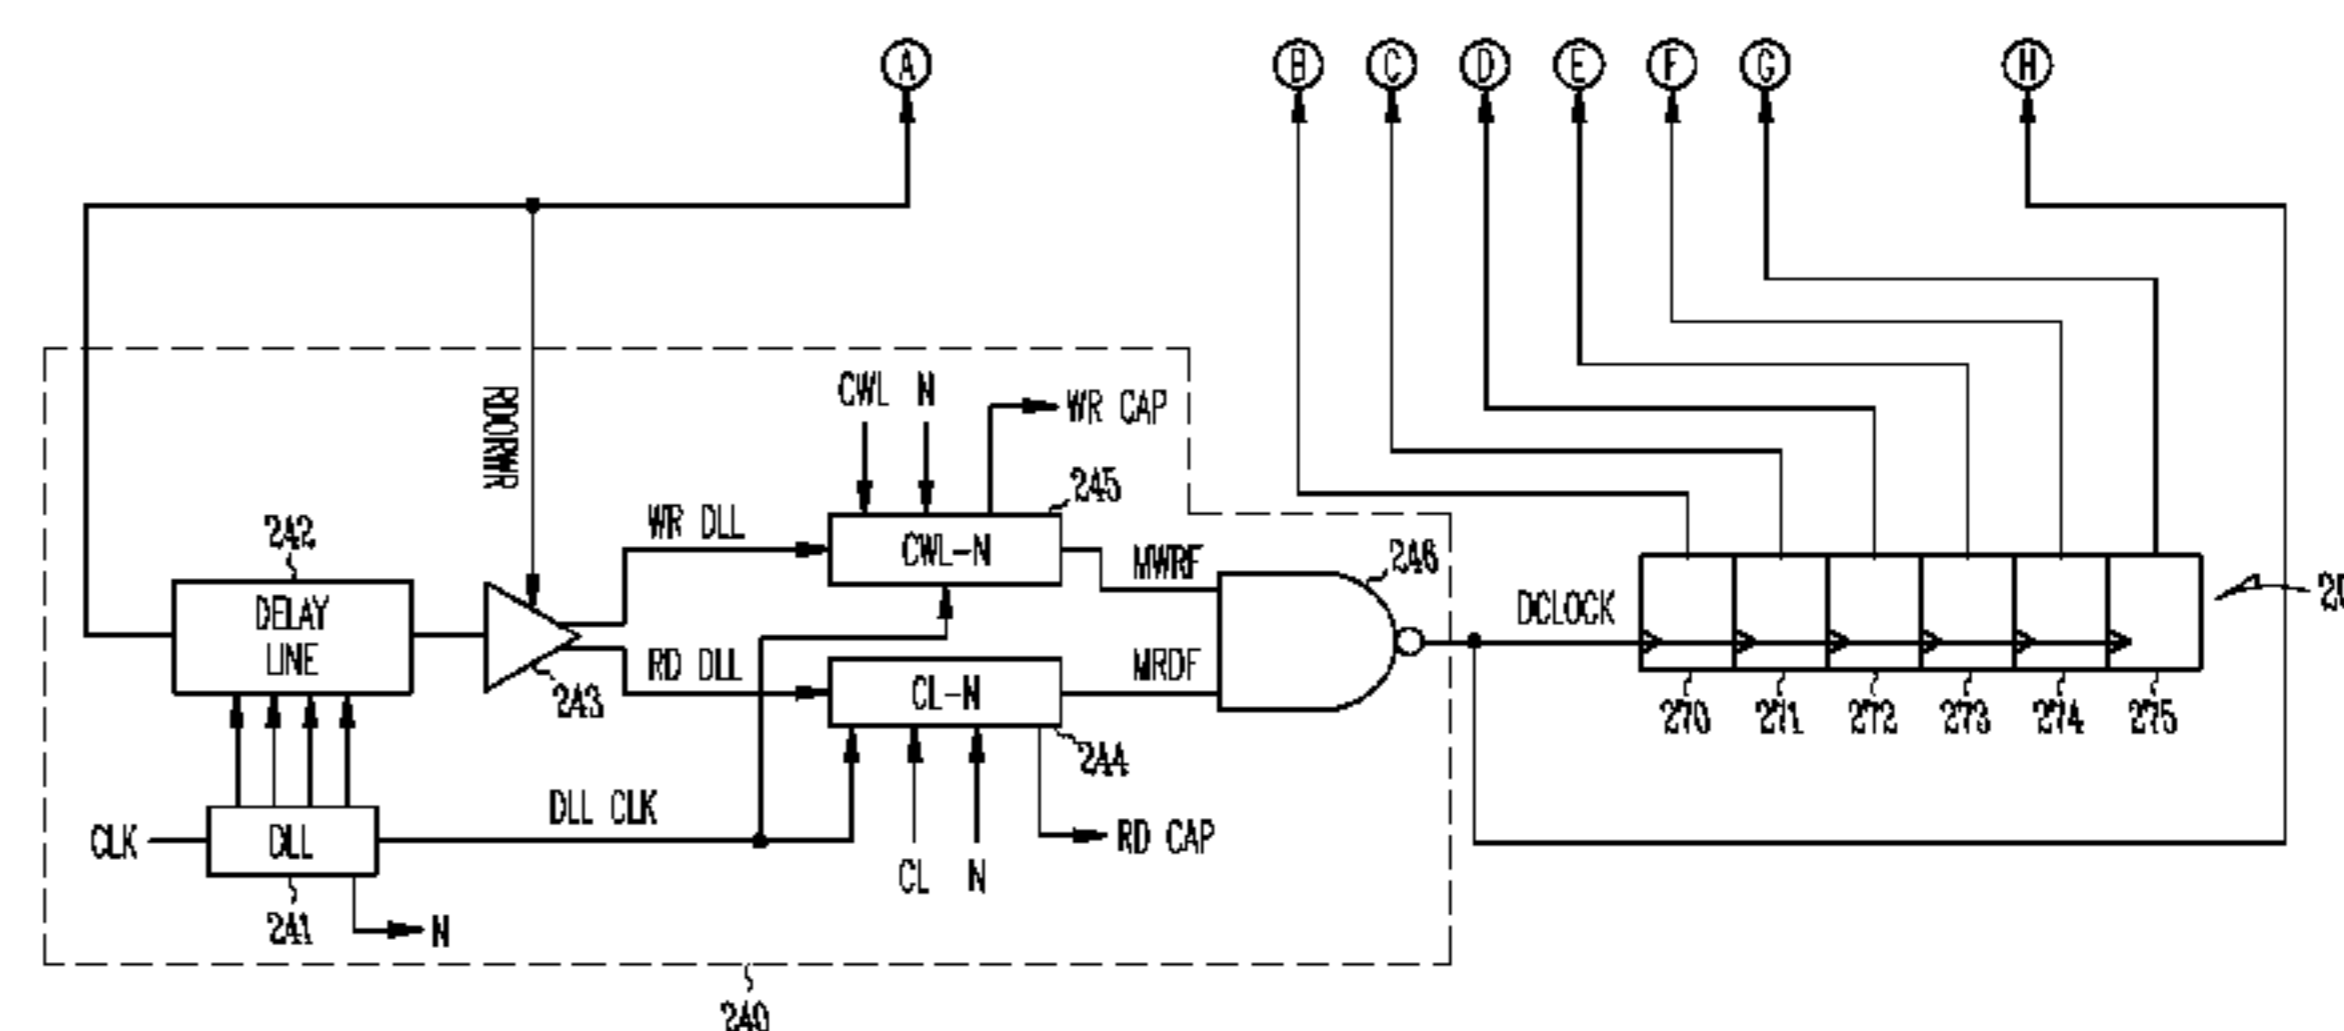 A
B
C
D
E
F
G
H
RDORWR
CWL N
WR CAP
245
242
WR DLL
CWL-N
MWRF
246
DCLOCK
DELAY
LINE
RD DLL
CL-N
MRDF
243
244
270
271
272
273
274
275
CLK
DLL
DLL CLK
CL
N
RD CAP
241
N
240